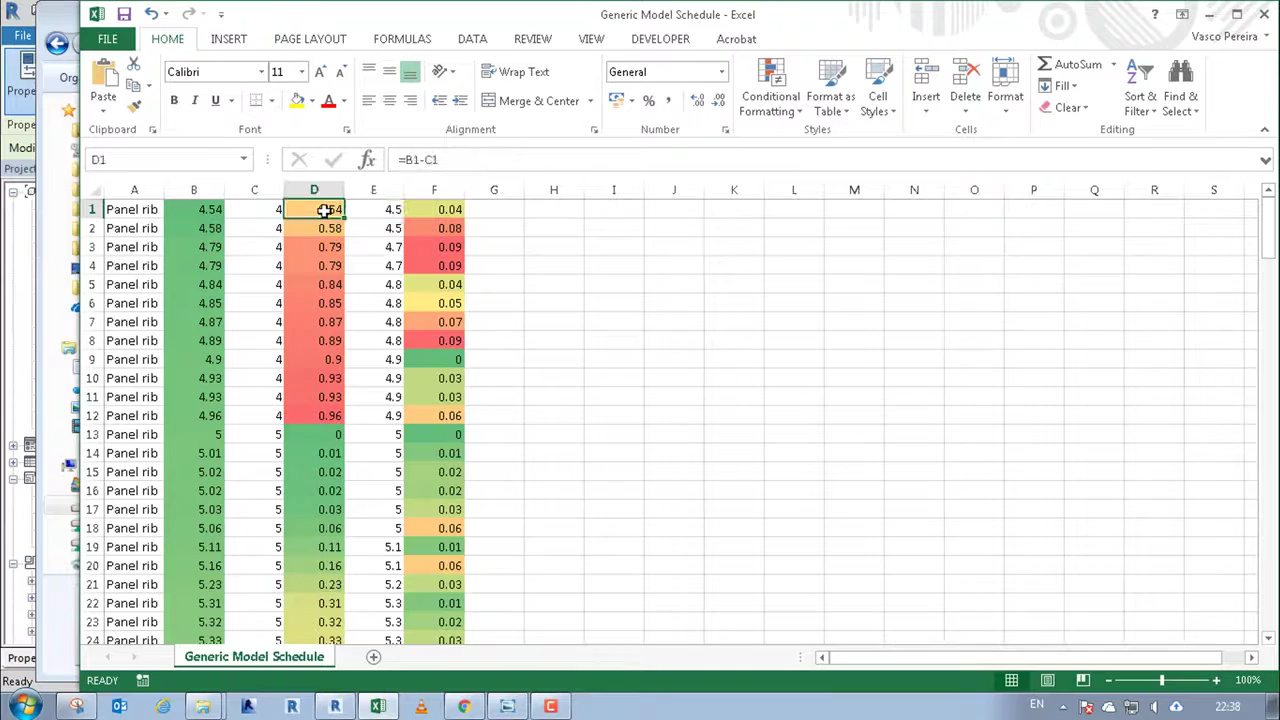 Generic Model Schedule - Excel
File
FILE HOME INSERT PAGE LAYOUT FORMULAS DATA REVIEW VIEW DEVELOPER Acrobat
Vasco Pereira
Paste
Calibri 11
B I U
Wrap Text
Merge & Center
General
Conditional Formatting
Format as Table
Cell Styles
Insert Delete Format
AutoSum
Fill
Clear
Sort & Filter
Find & Select
Clipboard Font Alignment Number Styles Cells Editing
D1 fx =B1-C1
A B C D E F G H I J K L M N O P Q R S
1 Panel rib 4.54 4 4.5 0.04
2 Panel rib 4.58 4 0.58 4.5 0.08
3 Panel rib 4.79 4 0.79 4.7 0.09
4 Panel rib 4.79 4 0.79 4.7 0.09
5 Panel rib 4.84 4 0.84 4.8 0.04
6 Panel rib 4.85 4 0.85 4.8 0.05
7 Panel rib 4.87 4 0.87 4.8 0.07
8 Panel rib 4.89 4 0.89 4.8 0.09
9 Panel rib 4.9 4 0.9 4.9 0
10 Panel rib 4.93 4 0.93 4.9 0.03
11 Panel rib 4.93 4 0.93 4.9 0.03
12 Panel rib 4.96 4 0.96 4.9 0.06
13 Panel rib 5 5 0 5 0
14 Panel rib 5.01 5 0.01 5 0.01
15 Panel rib 5.02 5 0.02 5 0.02
16 Panel rib 5.02 5 0.02 5 0.02
17 Panel rib 5.03 5 0.03 5 0.03
18 Panel rib 5.06 5 0.06 5 0.06
19 Panel rib 5.11 5 0.11 5.1 0.01
20 Panel rib 5.16 5 0.16 5.1 0.06
21 Panel rib 5.23 5 0.23 5.2 0.03
22 Panel rib 5.31 5 0.31 5.3 0.01
23 Panel rib 5.32 5 0.32 5.3 0.02
24 Panel rib 5.33 5 0.33 5.3 0.03
Generic Model Schedule
READY 100%
EN 22:38